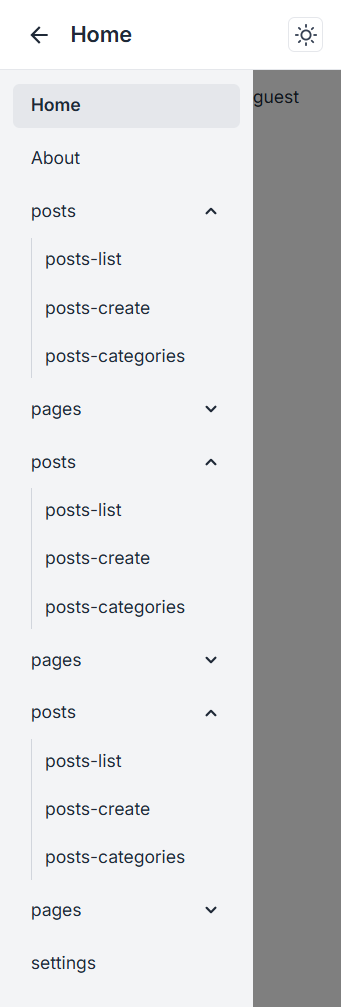 Home
Home
guest
About
posts
posts-list
posts-create
posts-categories
pages
posts
posts-list
posts-create
posts-categories
pages
posts
posts-list
posts-create
posts-categories
pages
settings